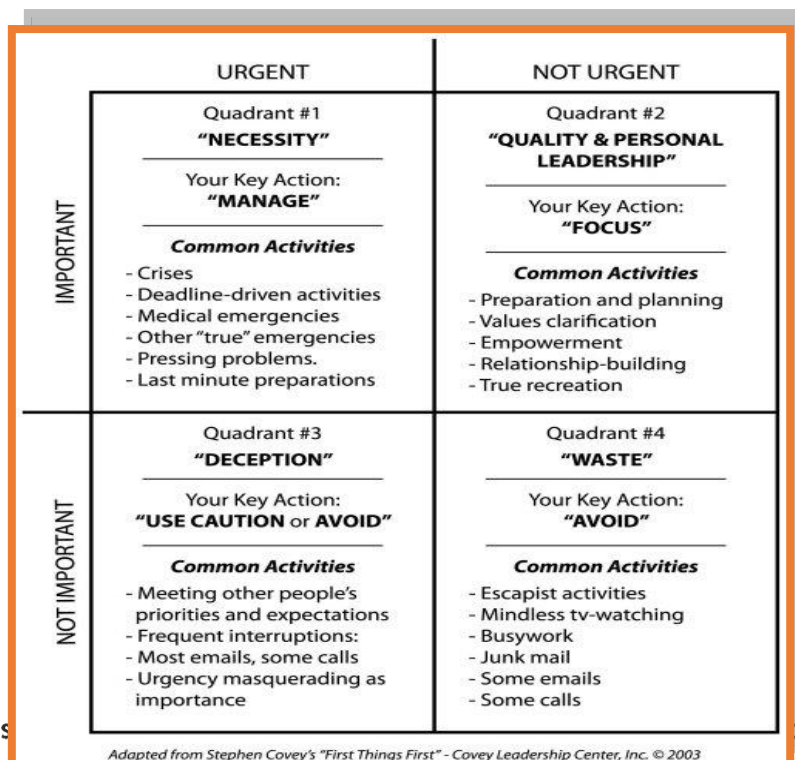 URGENT
NOT URGENT
IMPORTANT
Quadrant #1
“NECESSITY”
Your Key Action:
“MANAGE”
Common Activities
- Crises
- Deadline-driven activities
- Medical emergencies
- Other “true” emergencies
- Pressing problems.
- Last minute preparations
Quadrant #2
“QUALITY & PERSONAL
LEADERSHIP”
Your Key Action:
“FOCUS”
Common Activities
- Preparation and planning
- Values clarification
- Empowerment
- Relationship-building
- True recreation
NOT IMPORTANT
Quadrant #3
“DECEPTION”
Your Key Action:
“USE CAUTION or AVOID”
Common Activities
- Meeting other people’s
priorities and expectations
- Frequent interruptions:
- Most emails, some calls
- Urgency masquerading as
importance
Quadrant #4
“WASTE”
Your Key Action:
“AVOID”
Common Activities
- Escapist activities
- Mindless tv-watching
- Busywork
- Junk mail
- Some emails
- Some calls
Adapted from Stephen Covey’s “First Things First” - Covey Leadership Center, Inc. © 2003